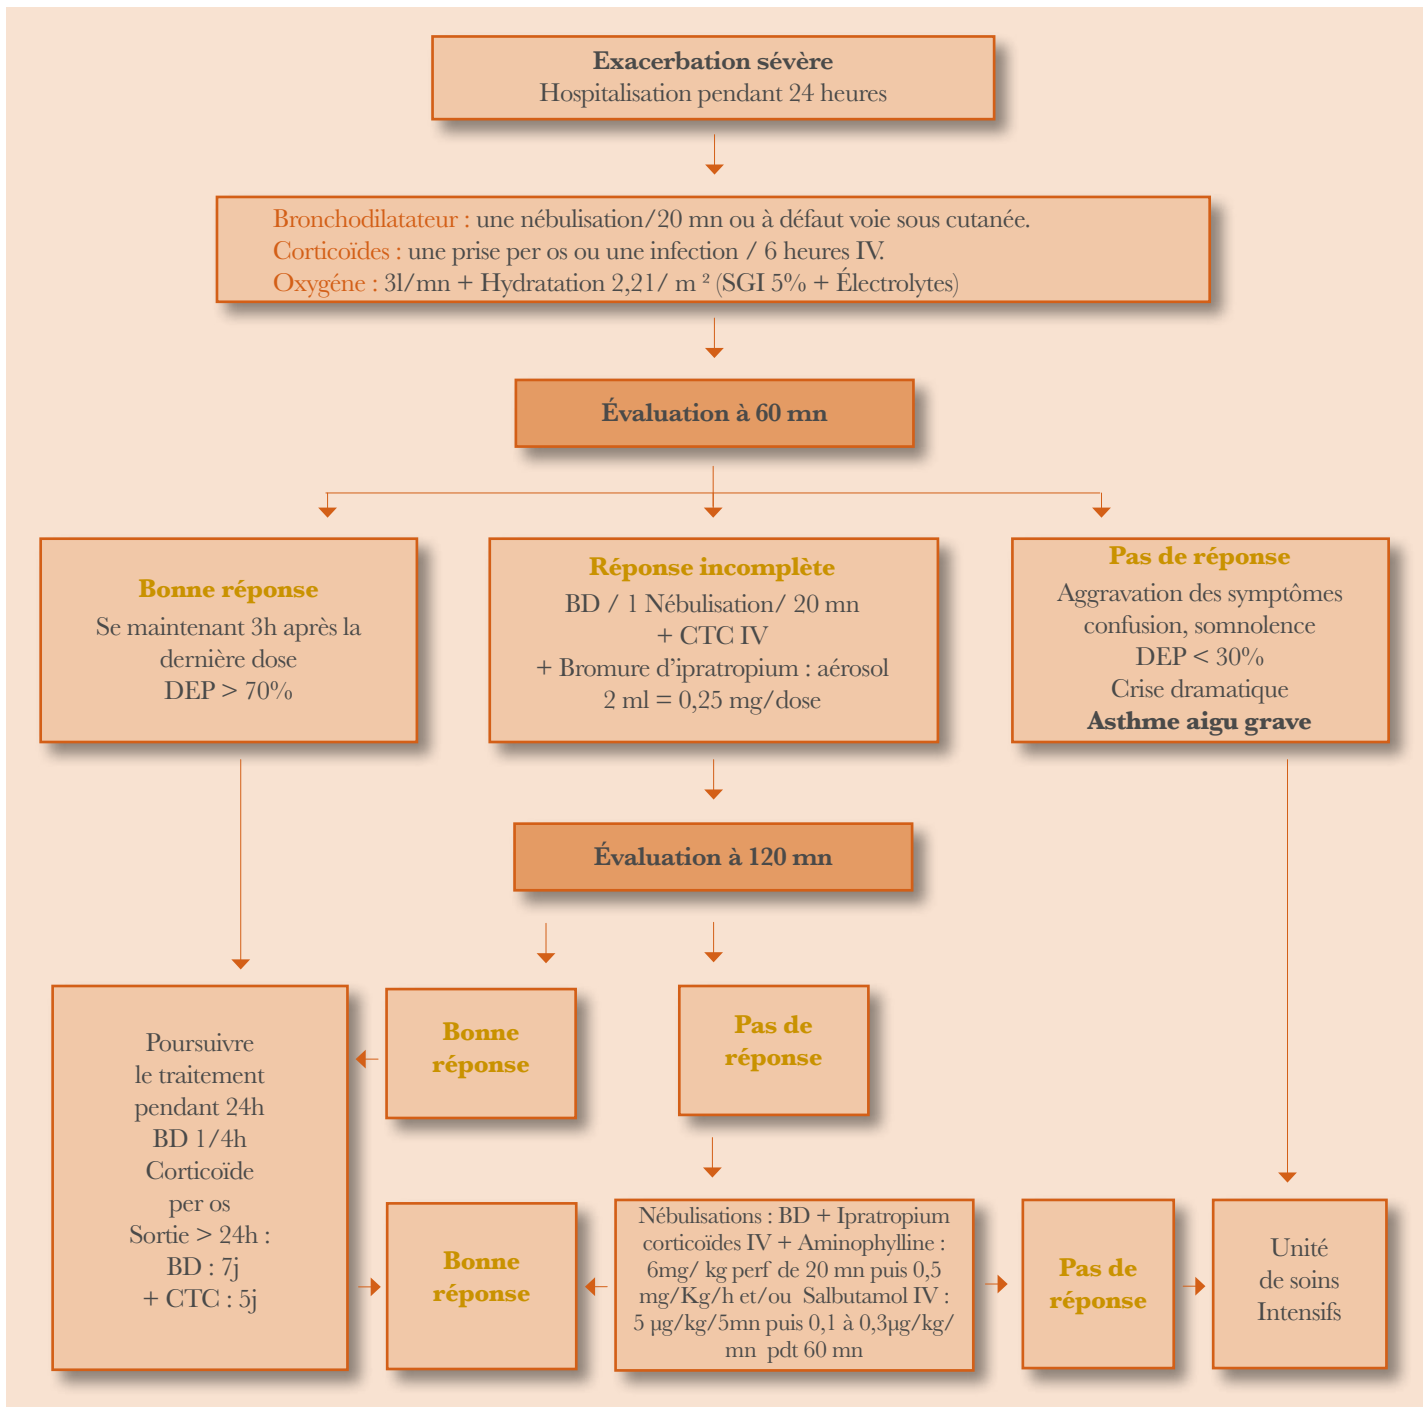 Exacerbation sévère
Hospitalisation pendant 24 heures
Bronchodilatateur : une nébulisation/20 mn ou à défaut voie sous cutanée.
Corticoïdes : une prise per os ou une infection / 6 heures IV.
Oxygéne : 3l/mn + Hydratation 2,21/ m ² (SGI 5% + Électrolytes)
Évaluation à 60 mn
Bonne réponse
Se maintenant 3h après la
dernière dose
DEP > 70%
Réponse incomplète
BD / 1 Nébulisation/ 20 mn
+ CTC IV
+ Bromure d’ipratropium : aérosol
2 ml = 0,25 mg/dose
Pas de réponse
Aggravation des symptômes
confusion, somnolence
DEP < 30%
Crise dramatique
Asthme aigu grave
Évaluation à 120 mn
Poursuivre
le traitement
pendant 24h
BD 1/4h
Corticoïde
per os
Sortie > 24h :
BD : 7j
+ CTC : 5j
Bonne
réponse
Pas de
réponse
Bonne
réponse
Nébulisations : BD + Ipratropium
corticoïdes IV + Aminophylline :
6mg/ kg perf de 20 mn puis 0,5
mg/Kg/h et/ou Salbutamol IV :
5 µg/kg/5mn puis 0,1 à 0,3µg/kg/
mn pdt 60 mn
Pas de
réponse
Unité
de soins
Intensifs